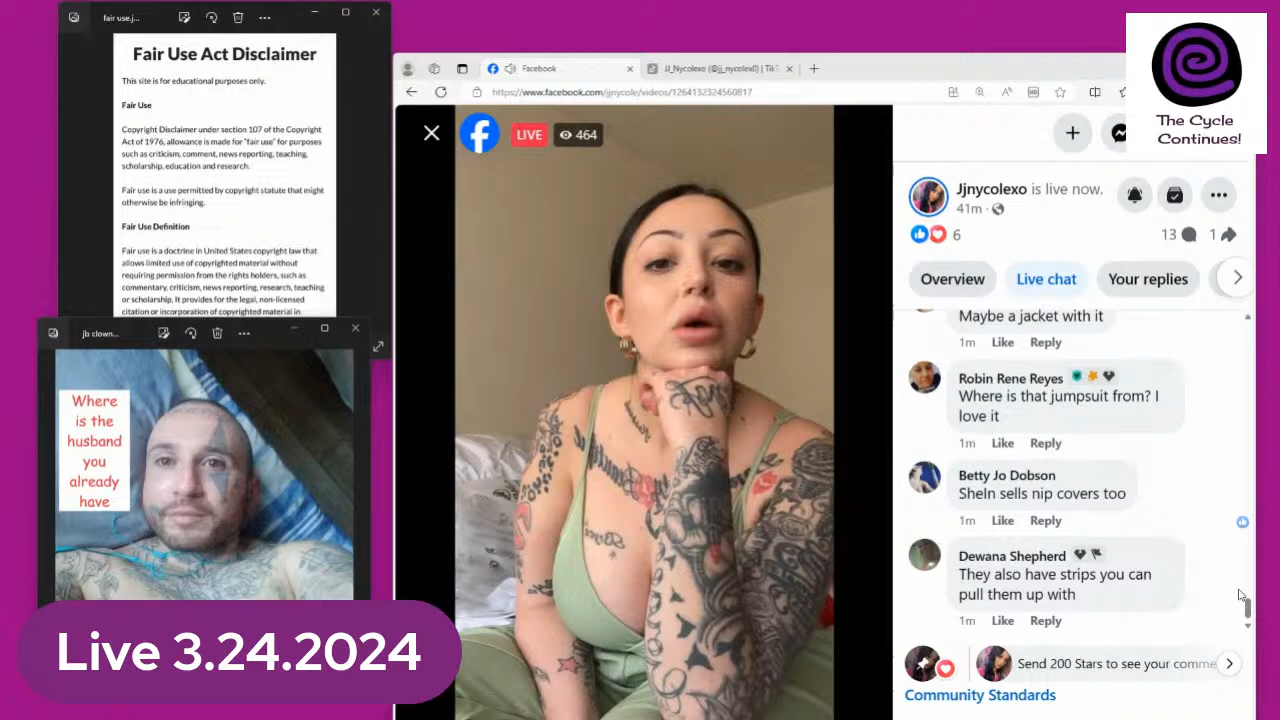 fair use.j...
Fair Use Act Disclaimer
This site is for educational purposes only.
Fair Use
Copyright Disclaimer under section 107 of the Copyright
Act of 1976, allowance is made for "fair use" for purposes
such as criticism, comment, news reporting, teaching,
scholarship, education and research.
Fair use is a use permitted by copyright statute that might
otherwise be infringing.
Fair Use Definition
Fair use is a doctrine in United States copyright law that
allows limited use of copyrighted material without
requiring permission from the rights holders, such as
commentary, criticism, news reporting, research, teaching
or scholarship. It provides for the legal, non-licensed
citation or incorporation of copyrighted material in
jb clown...
Where
is the
husband
you
already
have
Live 3.24.2024
Facebook
JJ_Nycolexo (@jj_nycolex0) | TikT
https://www.facebook.com/jjnycole/videos/1264132324560817
LIVE
464
The Cycle
Continues!
Jjnycolexo is live now.
41m
6
13
1
Overview
Live chat
Your replies
Maybe a jacket with it
1m Like Reply
Robin Rene Reyes
Where is that jumpsuit from? I
love it
1m Like Reply
Betty Jo Dobson
SheIn sells nip covers too
1m Like Reply
Dewana Shepherd
They also have strips you can
pull them up with
1m Like Reply
Send 200 Stars to see your comme
Community Standards